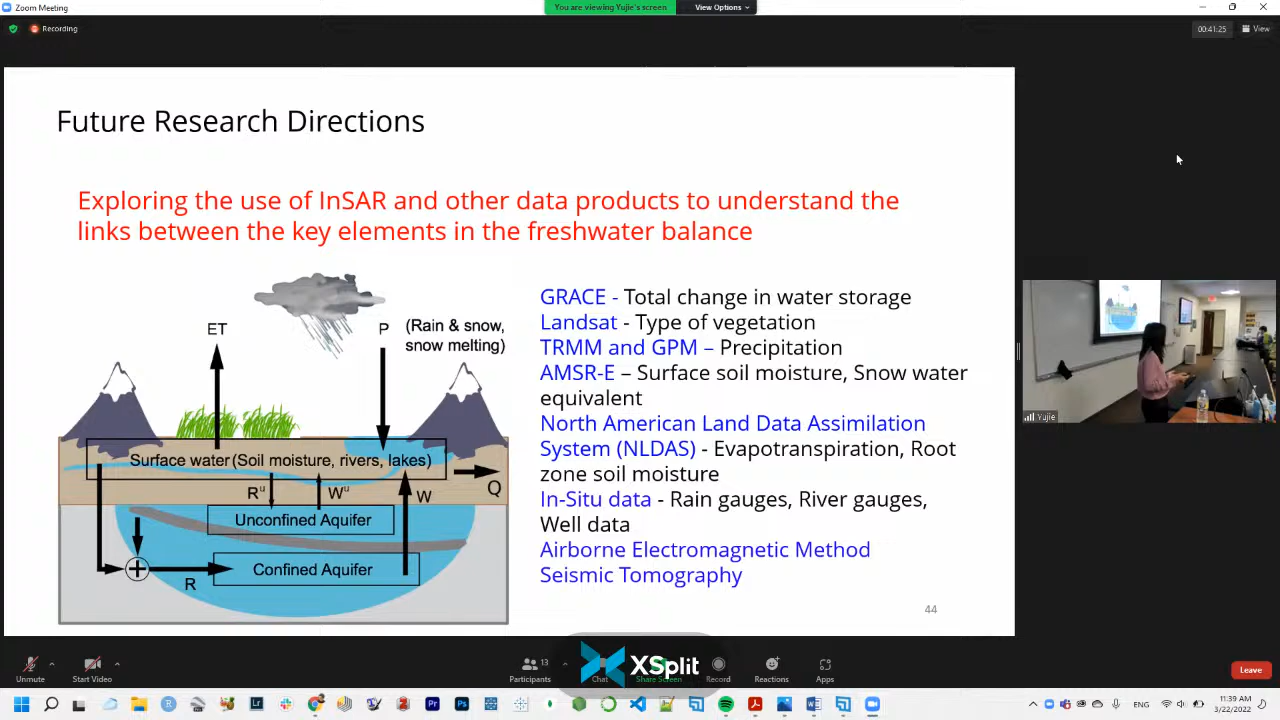 Zoom Meeting
You are viewing Yujie's screen
View Options
Recording
00:41:25
View
Future Research Directions
Exploring the use of InSAR and other data products to understand the
links between the key elements in the freshwater balance
ET
P
(Rain & snow,
snow melting)
Surface water (Soil moisture, rivers, lakes)
Q
Rᵘ
Wᵘ
W
Unconfined Aquifer
Confined Aquifer
R
GRACE - Total change in water storage
Landsat - Type of vegetation
TRMM and GPM – Precipitation
AMSR-E – Surface soil moisture, Snow water
equivalent
North American Land Data Assimilation
System (NLDAS) - Evapotranspiration, Root
zone soil moisture
In-Situ data - Rain gauges, River gauges,
Well data
Airborne Electromagnetic Method
Seismic Tomography
44
Yujie
Unmute
Start Video
Participants
13
Chat
Share Screen
Record
Reactions
Apps
Leave
XSplit
11:39 AM
3/22/2022